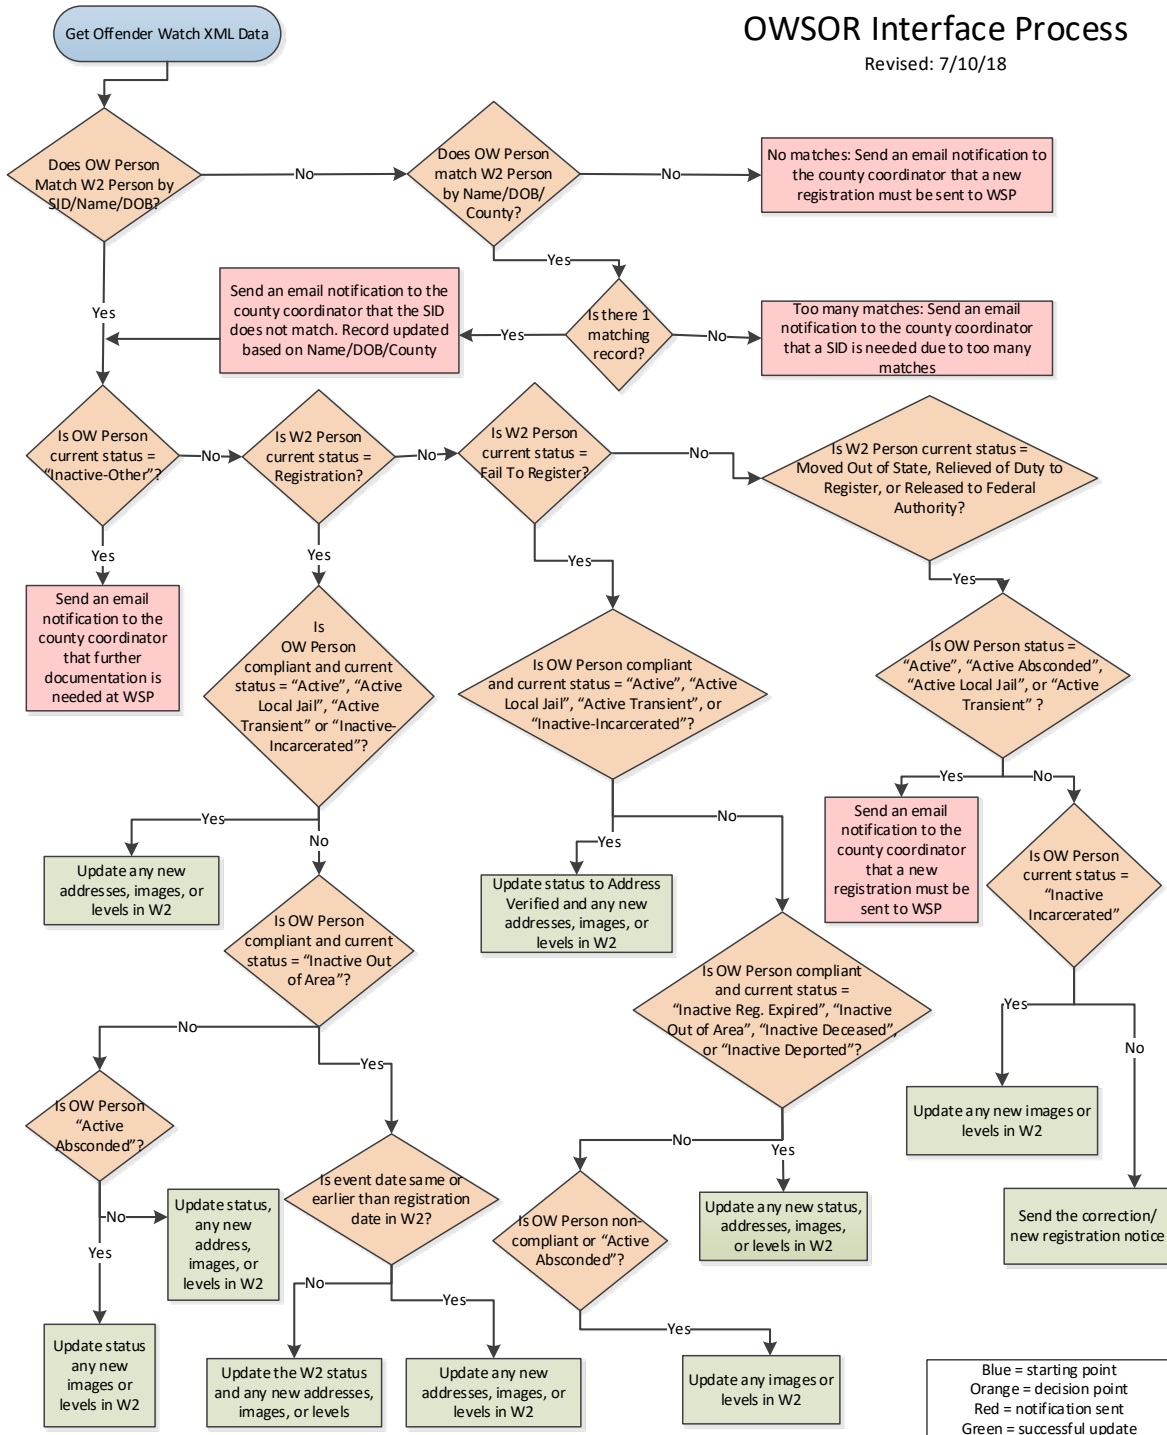 OWSOR Interface Process
Revised: 7/10/18
Get Offender Watch XML Data
Does OW Person
Match W2 Person by
SID/Name/DOB?
No
Does OW Person
match W2 Person
by Name/DOB/
County?
No
No matches: Send an email notification to
the county coordinator that a new
registration must be sent to WSP
Yes
Yes
Send an email notification to the
county coordinator that the SID
does not match. Record updated
based on Name/DOB/County
Yes
Is there 1
matching
record?
No
Too many matches: Send an email
notification to the county coordinator
that a SID is needed due to too many
matches
Is OW Person
current status =
“Inactive-Other”?
No
Is W2 Person
current status =
Registration?
No
Is W2 Person
current status =
Fail To Register?
No
Is W2 Person current status =
Moved Out of State, Relieved of Duty to
Register, or Released to Federal
Authority?
Yes
Yes
Yes
Yes
Send an email
notification to the
county coordinator
that further
documentation is
needed at WSP
Is
OW Person
compliant and current
status = “Active”, “Active
Local Jail”, “Active
Transient” or “Inactive-
Incarcerated”?
Is OW Person compliant
and current status = “Active”, “Active
Local Jail”, “Active Transient”, or
“Inactive-Incarcerated”?
Is OW Person status =
“Active”, “Active Absconded”,
“Active Local Jail”, or “Active
Transient” ?
Yes
No
Yes
No
Yes
No
Update any new
addresses, images, or
levels in W2
Is OW Person
compliant and current
status = “Inactive Out
of Area”?
Update status to Address
Verified and any new
addresses, images, or
levels in W2
Send an email
notification to the
county coordinator
that a new
registration must be
sent to WSP
Is OW Person
current status =
“Inactive
Incarcerated”
Is OW Person compliant
and current status =
“Inactive Reg. Expired”, “Inactive
Out of Area”, “Inactive Deceased”,
or “Inactive Deported”?
No
Yes
Yes
No
Is OW Person
“Active
Absconded”?
Is event date same or
earlier than registration
date in W2?
No
Yes
Update any new images or
levels in W2
No
Yes
Update status,
any new
address,
images, or
levels in W2
Is OW Person non-
compliant or “Active
Absconded”?
Update any new status,
addresses, images,
or levels in W2
Send the correction/
new registration notice
No
Yes
Yes
Update status
any new
images or
levels in W2
Update the W2 status
and any new addresses,
images, or levels
Update any new
addresses, images, or
levels in W2
Update any images or
levels in W2
Blue = starting point
Orange = decision point
Red = notification sent
Green = successful update